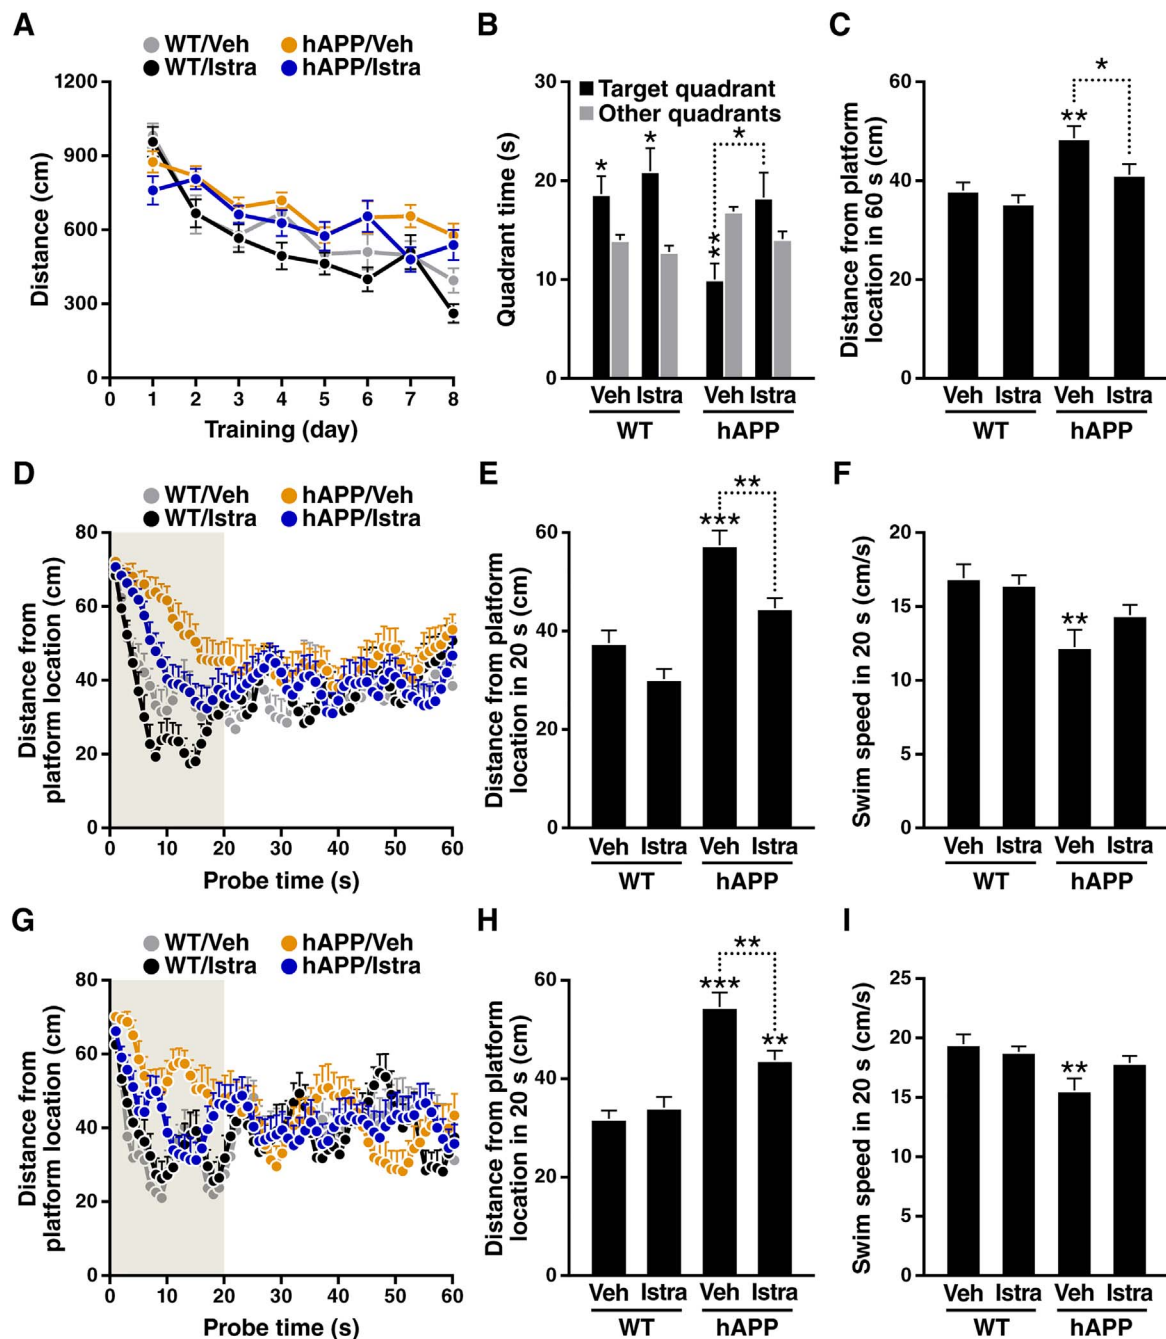 A
WT/Veh hAPP/Veh
WT/Istra hAPP/Istra
Distance (cm)
1200
900
600
300
0
0 1 2 3 4 5 6 7 8
Training (day)
B
Target quadrant
Other quadrants
Quadrant time (s)
30
20
10
0
* * ** *
Veh Istra Veh Istra
WT hAPP
C
Distance from platform
location in 60 s (cm)
60
40
20
0
** *
Veh Istra Veh Istra
WT hAPP
D
WT/Veh hAPP/Veh
WT/Istra hAPP/Istra
Distance from
platform location (cm)
80
60
40
20
0
0 10 20 30 40 50 60
Probe time (s)
E
Distance from platform
location in 20 s (cm)
60
40
20
0
*** **
Veh Istra Veh Istra
WT hAPP
F
Swim speed in 20 s (cm/s)
20
15
10
5
0
**
Veh Istra Veh Istra
WT hAPP
G
WT/Veh hAPP/Veh
WT/Istra hAPP/Istra
Distance from
platform location (cm)
80
60
40
20
0
0 10 20 30 40 50 60
Probe time (s)
H
Distance from platform
location in 20 s (cm)
60
40
20
0
*** ** **
Veh Istra Veh Istra
WT hAPP
I
Swim speed in 20 s (cm/s)
25
20
15
10
5
0
**
Veh Istra Veh Istra
WT hAPP